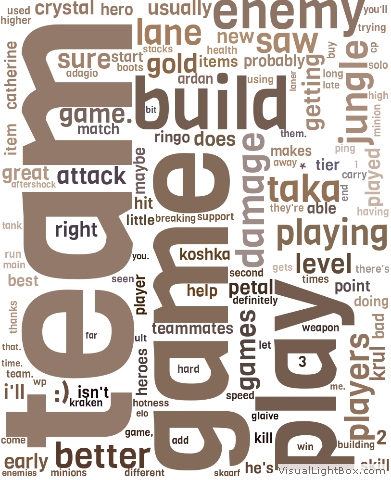 used crystal hero usually enemy you'll
higher trying
lane new saw cp
stacks health
catherine sure start gold items probably buy solo
adagio boots ardan using laner long late getting jungle
team build high
game. bit them. minion
match ringo does ping
item maybe makes tier 1
great attack away * carry played
aftershock hit taka end having
little breaking support they're able
tank right damage playing
run you. koshka gets level there's
main second times
best seen player help petal point doing
thanks definitely
teammates games weapon
that. far ult let play krul bad
time. hard 3
team. heroes me. players
i'll wp :) isn't speed
kraken hotness glaive
elo
come game, game add kill win building 2
early better he's skill
enemies minions different skaarf
VisualLightBox.com